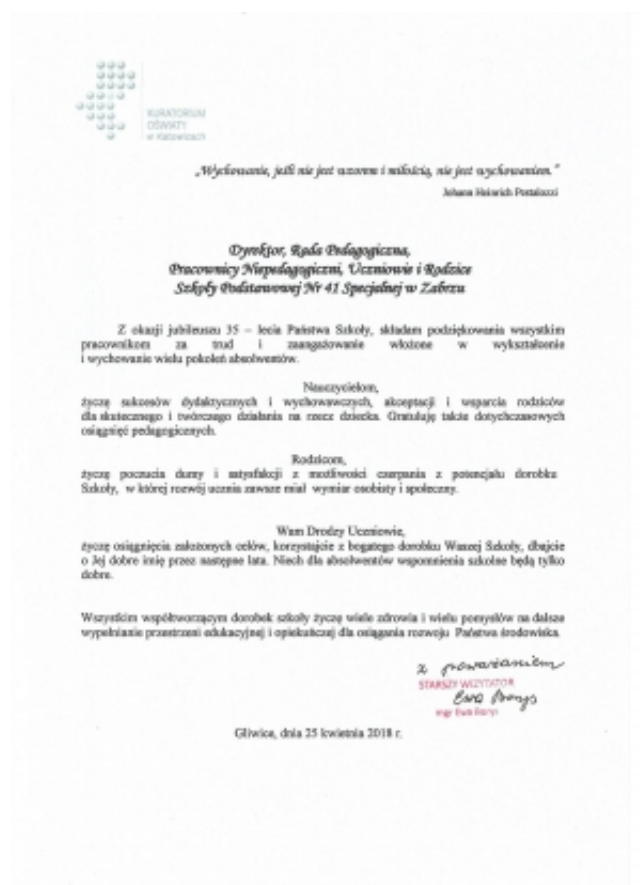 KURATORIUM
OŚWIATY
w Katowicach
„Wychowanie, jeśli nie jest wzorem i miłością, nie jest wychowaniem."
Johann Heinrich Pestalozzi
Dyrektor, Rada Pedagogiczna,
Pracownicy Niepedagogiczni, Uczniowie i Rodzice
Szkoły Podstawowej Nr 41 Specjalnej w Zabrzu
Z okazji jubileuszu 35 – lecia Państwa Szkoły, składam podziękowania wszystkim
pracownikom za trud i zaangażowanie włożone w wykształcenie
i wychowanie wielu pokoleń absolwentów.
Nauczycielom,
życzę sukcesów dydaktycznych i wychowawczych, akceptacji i wsparcia rodziców
dla skutecznego i twórczego działania na rzecz dziecka. Gratuluję także dotychczasowych
osiągnięć pedagogicznych.
Rodzicom,
życzę poczucia dumy i satysfakcji z możliwości czerpania z potencjału dorobku
Szkoły, w której rozwój ucznia zawsze miał wymiar osobisty i społeczny.
Wam Drodzy Uczniowie,
życzę osiągnięcia założonych celów, korzystajcie z bogatego dorobku Waszej Szkoły, dbajcie
o Jej dobre imię przez następne lata. Niech dla absolwentów wspomnienia szkolne będą tylko
dobre.
Wszystkim współtworzącym dorobek szkoły życzę wiele zdrowia i wielu pomysłów na dalsze
wypełnianie przestrzeni edukacyjnej i opiekuńczej dla osiągania rozwoju Państwa środowiska.
z poważaniem
STARSZY WIZYTATOR
Ewa
mgr Ewa
Gliwice, dnia 25 kwietnia 2018 r.